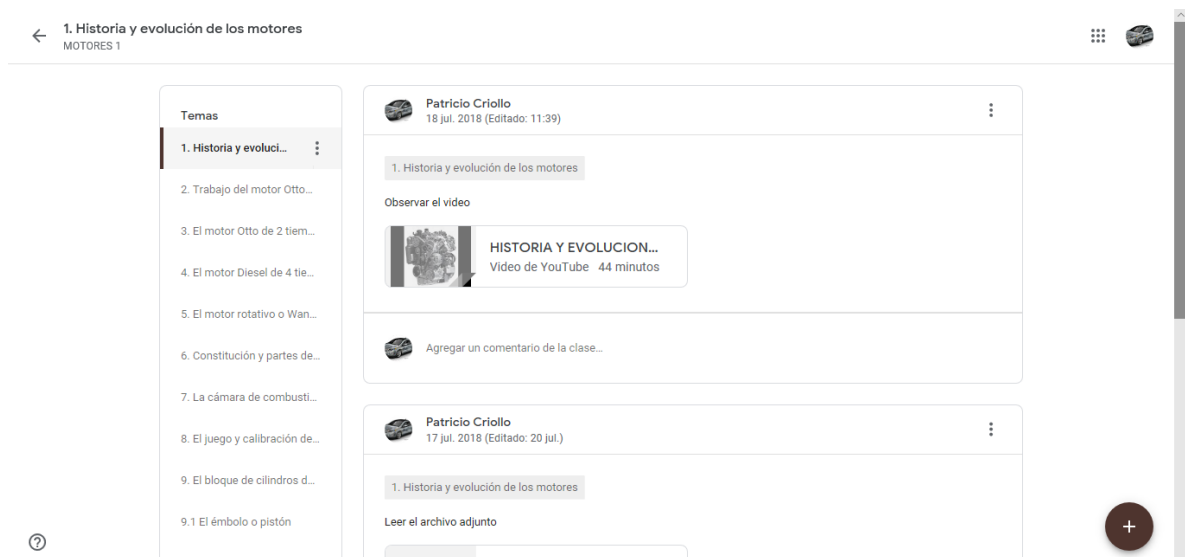 1. Historia y evolución de los motores
MOTORES 1
Temas
1. Historia y evoluci...
2. Trabajo del motor Otto...
3. El motor Otto de 2 tiem...
4. El motor Diesel de 4 tie...
5. El motor rotativo o Wan...
6. Constitución y partes de...
7. La cámara de combusti...
8. El juego y calibración de...
9. El bloque de cilindros d...
9.1 El émbolo o pistón
Patricio Criollo
18 jul. 2018 (Editado: 11:39)
1. Historia y evolución de los motores
Observar el video
HISTORIA Y EVOLUCION...
Video de YouTube 44 minutos
Agregar un comentario de la clase...
Patricio Criollo
17 jul. 2018 (Editado: 20 jul.)
1. Historia y evolución de los motores
Leer el archivo adjunto